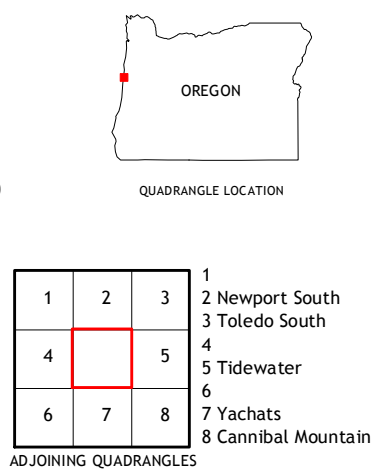 OREGON
QUADRANGLE LOCATION
1 2 3
4 5
6 7 8
1
2 Newport South
3 Toledo South
4
5 Tidewater
6
7 Yachats
8 Cannibal Mountain
ADJOINING QUADRANGLES